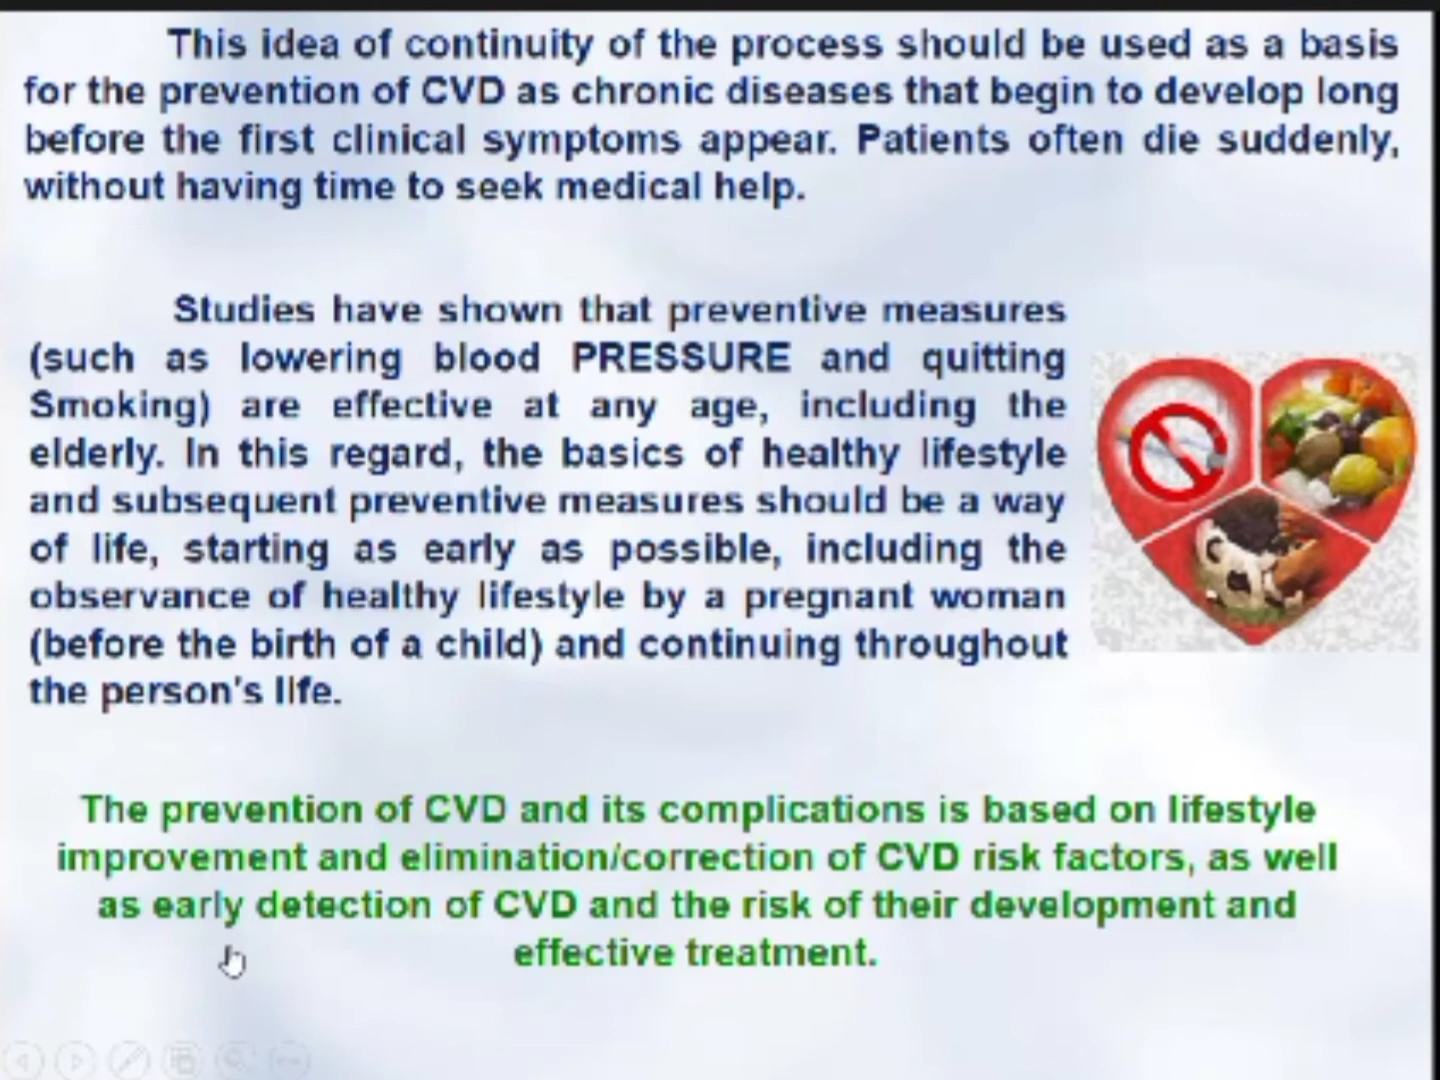 This idea of continuity of the process should be used as a basis
for the prevention of CVD as chronic diseases that begin to develop long
before the first clinical symptoms appear. Patients often die suddenly,
without having time to seek medical help.
Studies have shown that preventive measures
(such as lowering blood PRESSURE and quitting
Smoking) are effective at any age, including the
elderly. In this regard, the basics of healthy lifestyle
and subsequent preventive measures should be a way
of life, starting as early as possible, including the
observance of healthy lifestyle by a pregnant woman
(before the birth of a child) and continuing throughout
the person's life.
The prevention of CVD and its complications is based on lifestyle
improvement and elimination/correction of CVD risk factors, as well
as early detection of CVD and the risk of their development and
effective treatment.